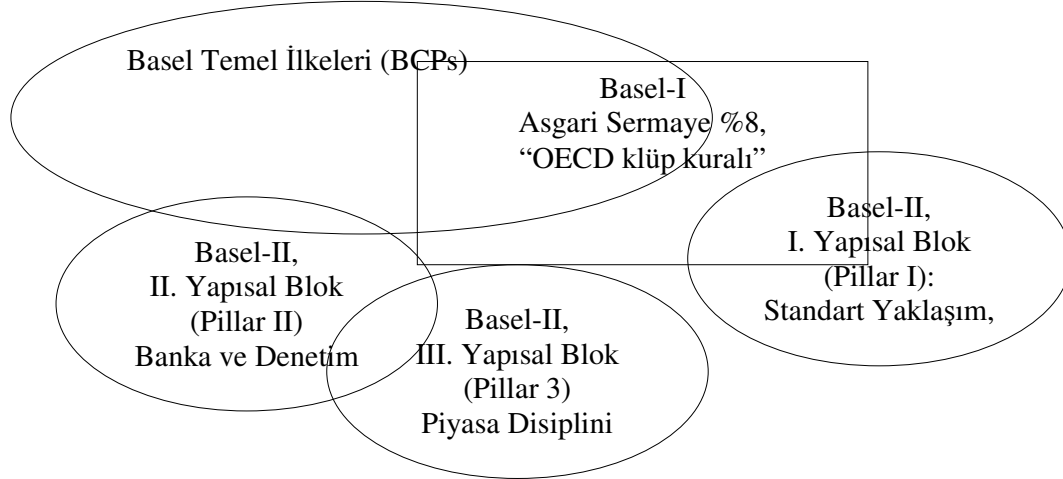 Basel Temel İlkeleri (BCPs)
Basel-I
Asgari Sermaye %8,
“OECD klüp kuralı”
Basel-II,
I. Yapısal Blok
(Pillar I):
Standart Yaklaşım,
Basel-II,
II. Yapısal Blok
(Pillar II)
Banka ve Denetim
Basel-II,
III. Yapısal Blok
(Pillar 3)
Piyasa Disiplini